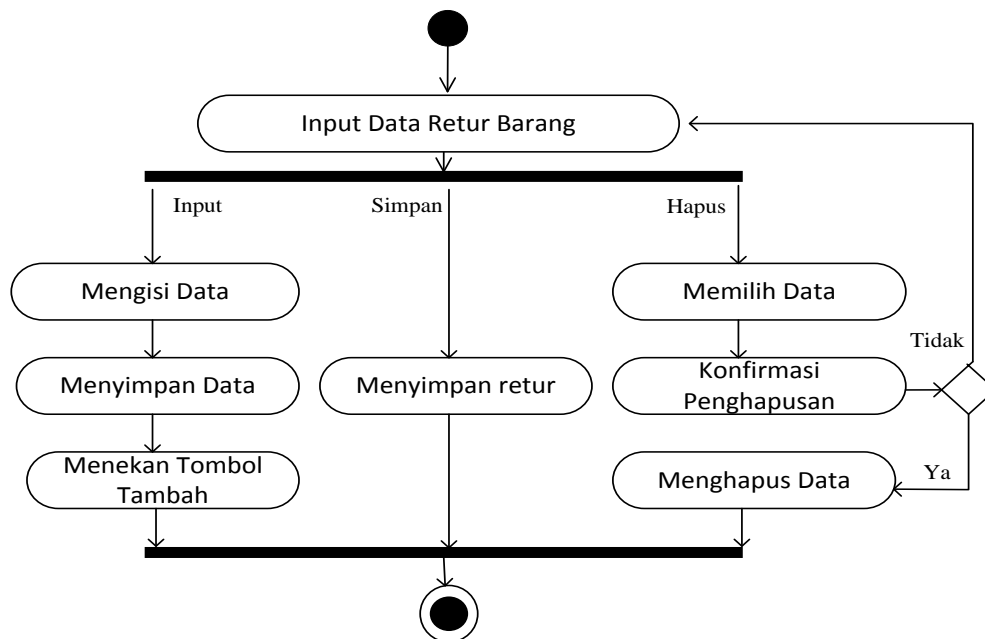 Input Data Retur Barang
Input
Simpan
Hapus
Mengisi Data
Memilih Data
Tidak
Menyimpan Data
Menyimpan retur
Konfirmasi
Penghapusan
Menekan Tombol
Tambah
Menghapus Data
Ya